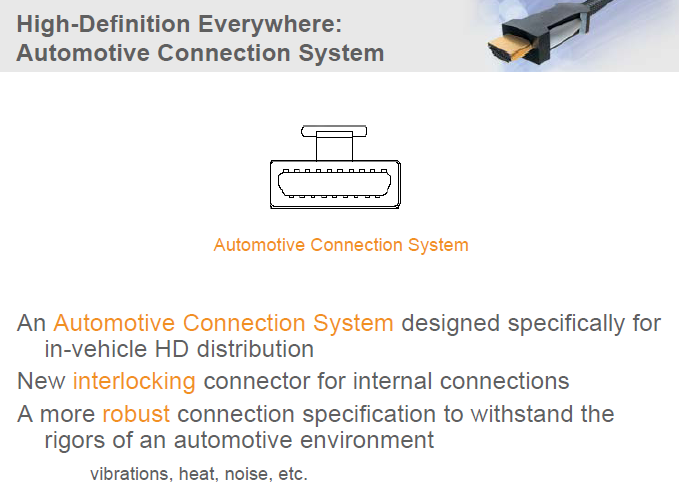 High-Definition Everywhere:
Automotive Connection System
Automotive Connection System
An Automotive Connection System designed specifically for
in-vehicle HD distribution
New interlocking connector for internal connections
A more robust connection specification to withstand the
rigors of an automotive environment
vibrations, heat, noise, etc.